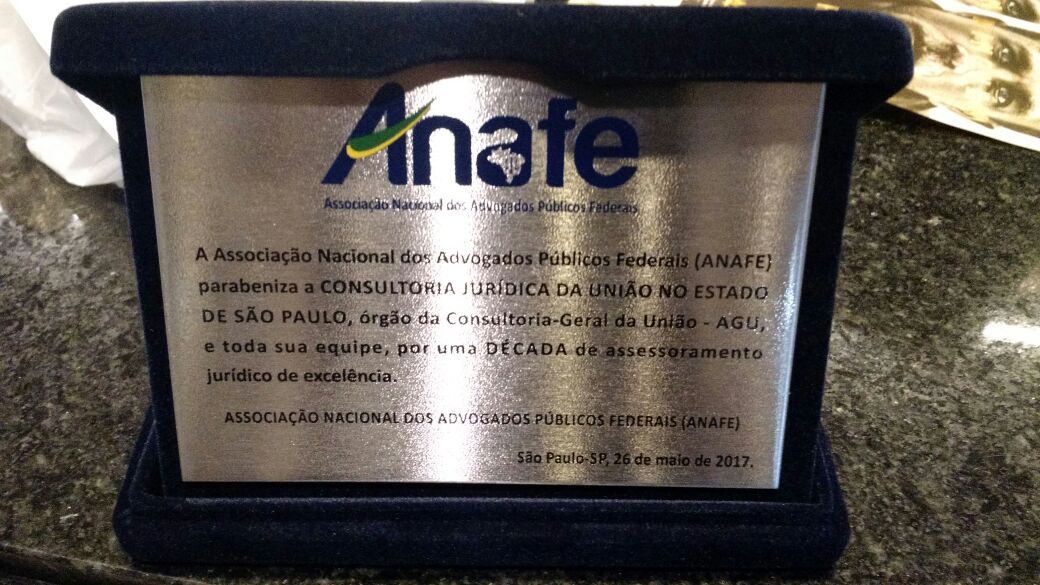 Anafe
Associação Nacional dos Advogados Públicos Federais
A Associação Nacional dos Advogados Públicos Federais (ANAFE)
parabeniza a CONSULTORIA JURÍDICA DA UNIÃO NO ESTADO
DE SÃO PAULO, órgão da Consultoria-Geral da União - AGU,
e toda sua equipe, por uma DÉCADA de assessoramento
jurídico de excelência.
ASSOCIAÇÃO NACIONAL DOS ADVOGADOS PÚBLICOS FEDERAIS (ANAFE)
São Paulo-SP, 26 de maio de 2017.